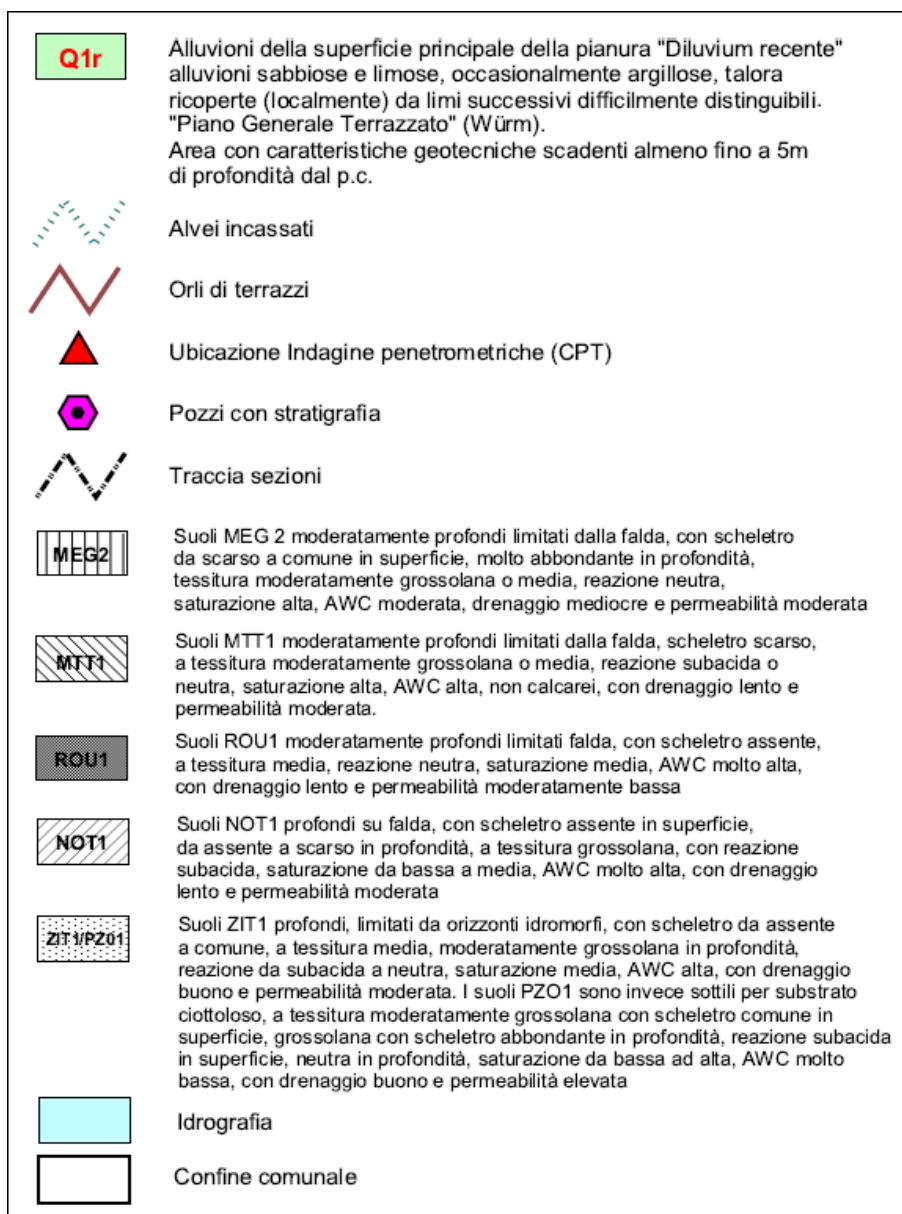 Q1r
Alluvioni della superficie principale della pianura "Diluvium recente"
alluvioni sabbiose e limose, occasionalmente argillose, talora
ricoperte (localmente) da limi successivi difficilmente distinguibili.
"Piano Generale Terrazzato" (Würm).
Area con caratteristiche geotecniche scadenti almeno fino a 5m
di profondità dal p.c.
Alvei incassati
Orli di terrazzi
Ubicazione Indagine penetrometriche (CPT)
Pozzi con stratigrafia
Traccia sezioni
MEG2
Suoli MEG 2 moderatamente profondi limitati dalla falda, con scheletro
da scarso a comune in superficie, molto abbondante in profondità,
tessitura moderatamente grossolana o media, reazione neutra,
saturazione alta, AWC moderata, drenaggio mediocre e permeabilità moderata
MTT1
Suoli MTT1 moderatamente profondi limitati dalla falda, scheletro scarso,
a tessitura moderatamente grossolana o media, reazione subacida o
neutra, saturazione alta, AWC alta, non calcarei, con drenaggio lento e
permeabilità moderata.
ROU1
Suoli ROU1 moderatamente profondi limitati falda, con scheletro assente,
a tessitura media, reazione neutra, saturazione media, AWC molto alta,
con drenaggio lento e permeabilità moderatamente bassa
NOT1
Suoli NOT1 profondi su falda, con scheletro assente in superficie,
da assente a scarso in profondità, a tessitura grossolana, con reazione
subacida, saturazione da bassa a media, AWC molto alta, con drenaggio
lento e permeabilità moderata
ZIT1/PZ01
Suoli ZIT1 profondi, limitati da orizzonti idromorfi, con scheletro da assente
a comune, a tessitura media, moderatamente grossolana in profondità,
reazione da subacida a neutra, saturazione media, AWC alta, con drenaggio
buono e permeabilità moderata. I suoli PZO1 sono invece sottili per substrato
ciottoloso, a tessitura moderatamente grossolana con scheletro comune in
superficie, grossolana con scheletro abbondante in profondità, reazione subacida
in superficie, neutra in profondità, saturazione da bassa ad alta, AWC molto
bassa, con drenaggio buono e permeabilità elevata
Idrografia
Confine comunale